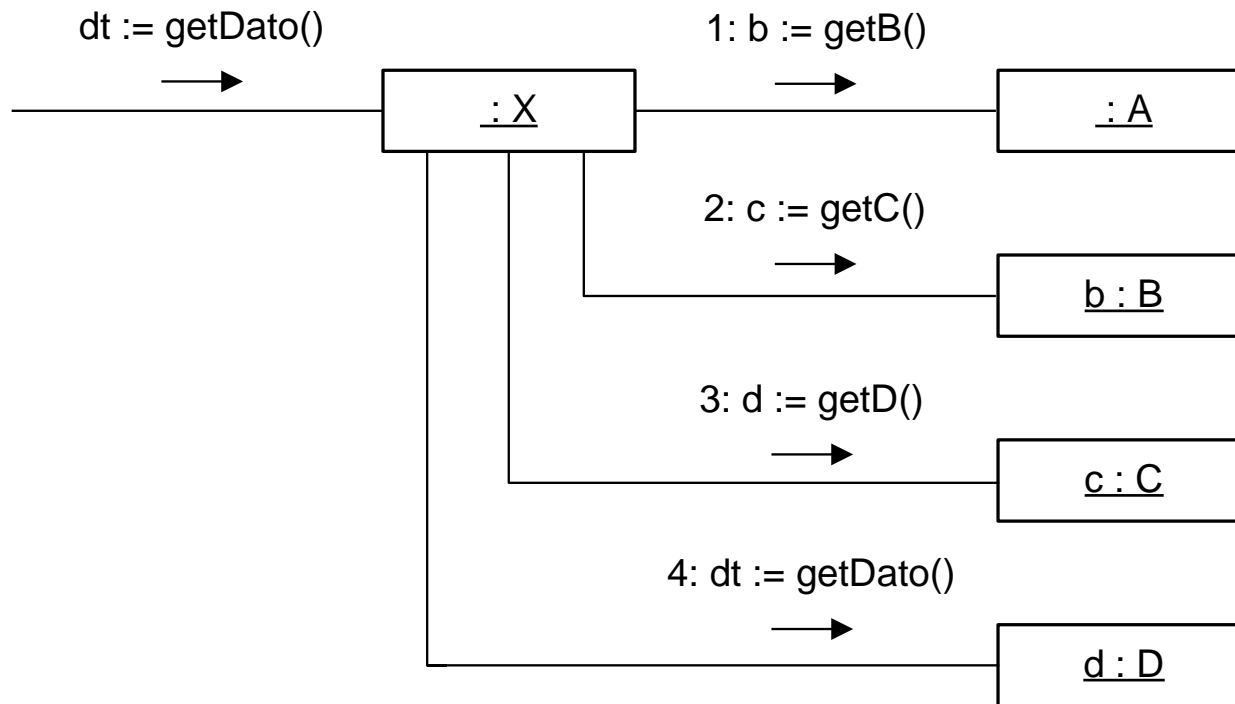 dt := getDato()
1: b := getB()
: X
: A
2: c := getC()
b : B
3: d := getD()
c : C
4: dt := getDato()
d : D